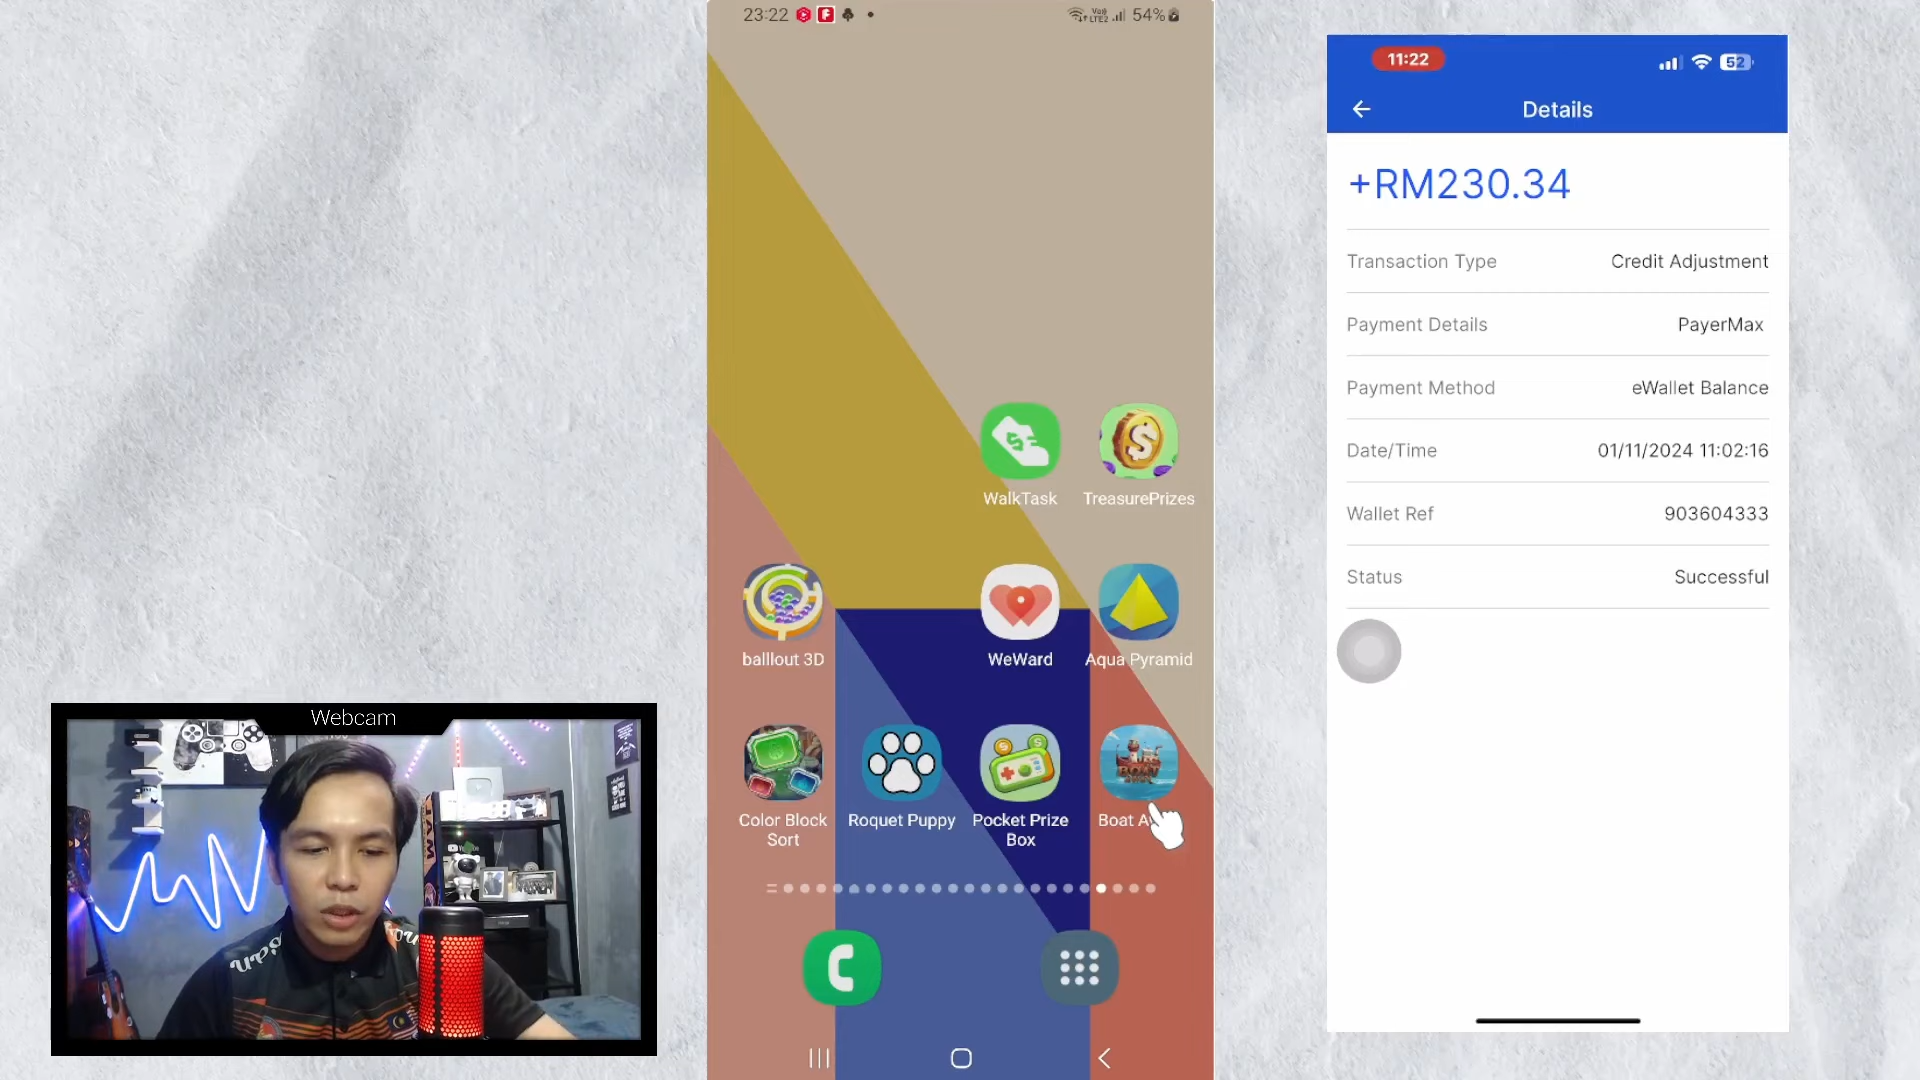 23:22
54%
WalkTask
TreasurePrizes
balllout 3D
WeWard
Aqua Pyramid
Color Block
Sort
Roquet Puppy
Pocket Prize
Box
Boat
Webcam
11:22
52
Details
+RM230.34
Transaction Type
Credit Adjustment
Payment Details
PayerMax
Payment Method
eWallet Balance
Date/Time
01/11/2024 11:02:16
Wallet Ref
903604333
Status
Successful